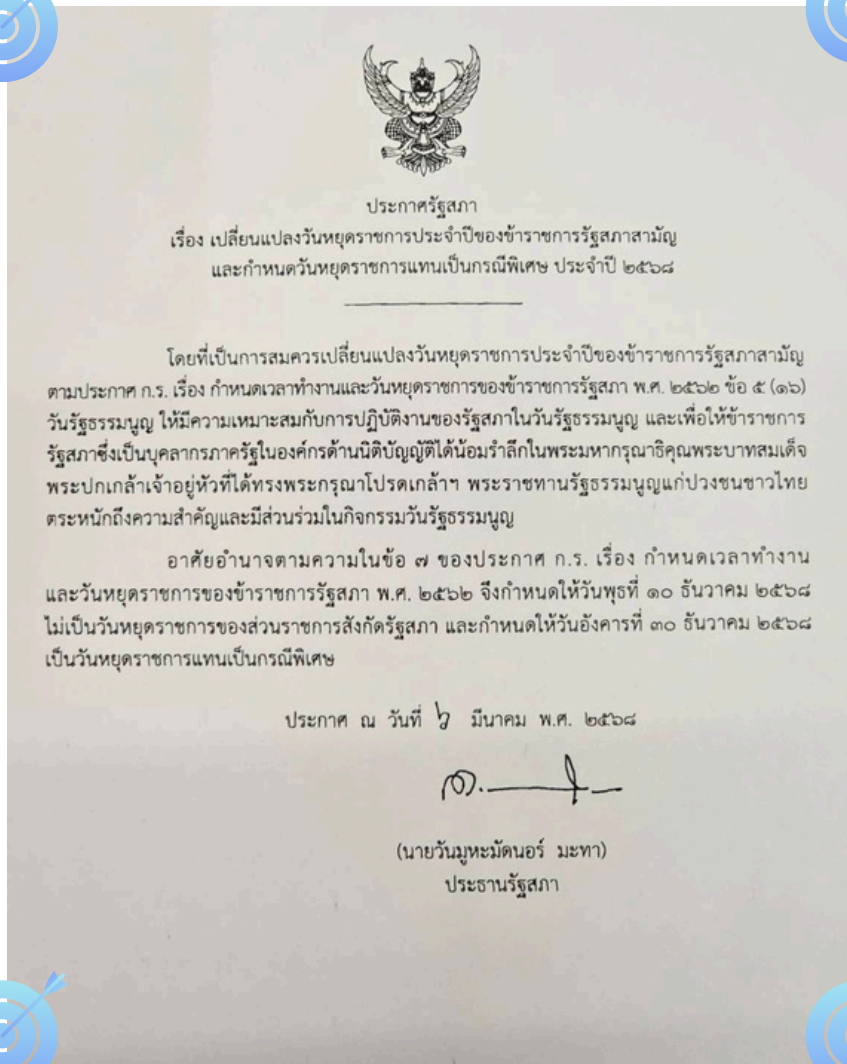 ประกาศรัฐสภา
เรื่อง เปลี่ยนแปลงวันหยุดราชการประจำปีของข้าราชการรัฐสภาสามัญ
และกำหนดวันหยุดราชการแทนเป็นกรณีพิเศษ ประจำปี ๒๕๖๘
โดยที่เป็นการสมควรเปลี่ยนแปลงวันหยุดราชการประจำปีของข้าราชการรัฐสภาสามัญ
ตามประกาศ ก.ร. เรื่อง กำหนดเวลาทำงานและวันหยุดราชการของข้าราชการรัฐสภา พ.ศ. ๒๕๖๒ ข้อ ๕ (๑๖)
วันรัฐธรรมนูญ ให้มีความเหมาะสมกับการปฏิบัติงานของรัฐสภาในวันรัฐธรรมนูญ และเพื่อให้ข้าราชการ
รัฐสภาซึ่งเป็นบุคลากรภาครัฐในองค์กรด้านนิติบัญญัติได้น้อมรำลึกในพระมหากรุณาธิคุณพระบาทสมเด็จ
พระปกเกล้าเจ้าอยู่หัวที่ได้ทรงพระกรุณาโปรดเกล้าฯ พระราชทานรัฐธรรมนูญแก่ปวงชนชาวไทย
ตระหนักถึงความสำคัญและมีส่วนร่วมในกิจกรรมวันรัฐธรรมนูญ
อาศัยอำนาจตามความในข้อ ๗ ของประกาศ ก.ร. เรื่อง กำหนดเวลาทำงาน
และวันหยุดราชการของข้าราชการรัฐสภา พ.ศ. ๒๕๖๒ จึงกำหนดให้วันพุธที่ ๑๐ ธันวาคม ๒๕๖๘
ไม่เป็นวันหยุดราชการของส่วนราชการสังกัดรัฐสภา และกำหนดให้วันอังคารที่ ๓๐ ธันวาคม ๒๕๖๘
เป็นวันหยุดราชการแทนเป็นกรณีพิเศษ
ประกาศ ณ วันที่ ๖ มีนาคม พ.ศ. ๒๕๖๘
(นายวันมูหะมัดนอร์ มะทา)
ประธานรัฐสภา